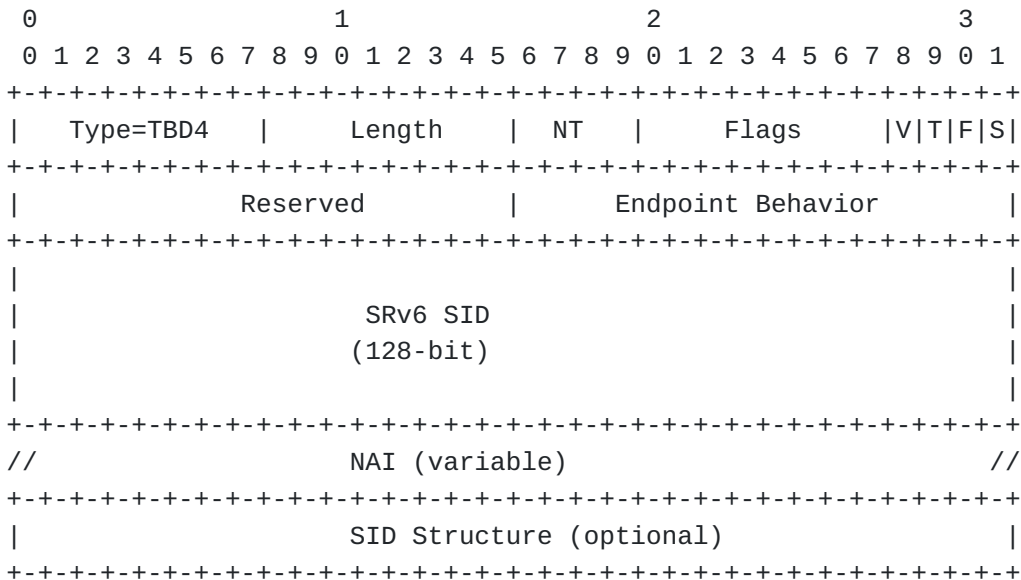 0                   1                   2                   3
 0 1 2 3 4 5 6 7 8 9 0 1 2 3 4 5 6 7 8 9 0 1 2 3 4 5 6 7 8 9 0 1
+-+-+-+-+-+-+-+-+-+-+-+-+-+-+-+-+-+-+-+-+-+-+-+-+-+-+-+-+-+-+-+-+
|   Type=TBD4   |     Length    |  NT   |     Flags     |V|T|F|S|
+-+-+-+-+-+-+-+-+-+-+-+-+-+-+-+-+-+-+-+-+-+-+-+-+-+-+-+-+-+-+-+-+
|              Reserved         |      Endpoint Behavior        |
+-+-+-+-+-+-+-+-+-+-+-+-+-+-+-+-+-+-+-+-+-+-+-+-+-+-+-+-+-+-+-+-+
|                                                               |
|                      SRv6 SID                                 |
|                     (128-bit)                                 |
|                                                               |
+-+-+-+-+-+-+-+-+-+-+-+-+-+-+-+-+-+-+-+-+-+-+-+-+-+-+-+-+-+-+-+-+
//                    NAI (variable)                           //
+-+-+-+-+-+-+-+-+-+-+-+-+-+-+-+-+-+-+-+-+-+-+-+-+-+-+-+-+-+-+-+-+
|                     SID Structure (optional)                  |
+-+-+-+-+-+-+-+-+-+-+-+-+-+-+-+-+-+-+-+-+-+-+-+-+-+-+-+-+-+-+-+-+